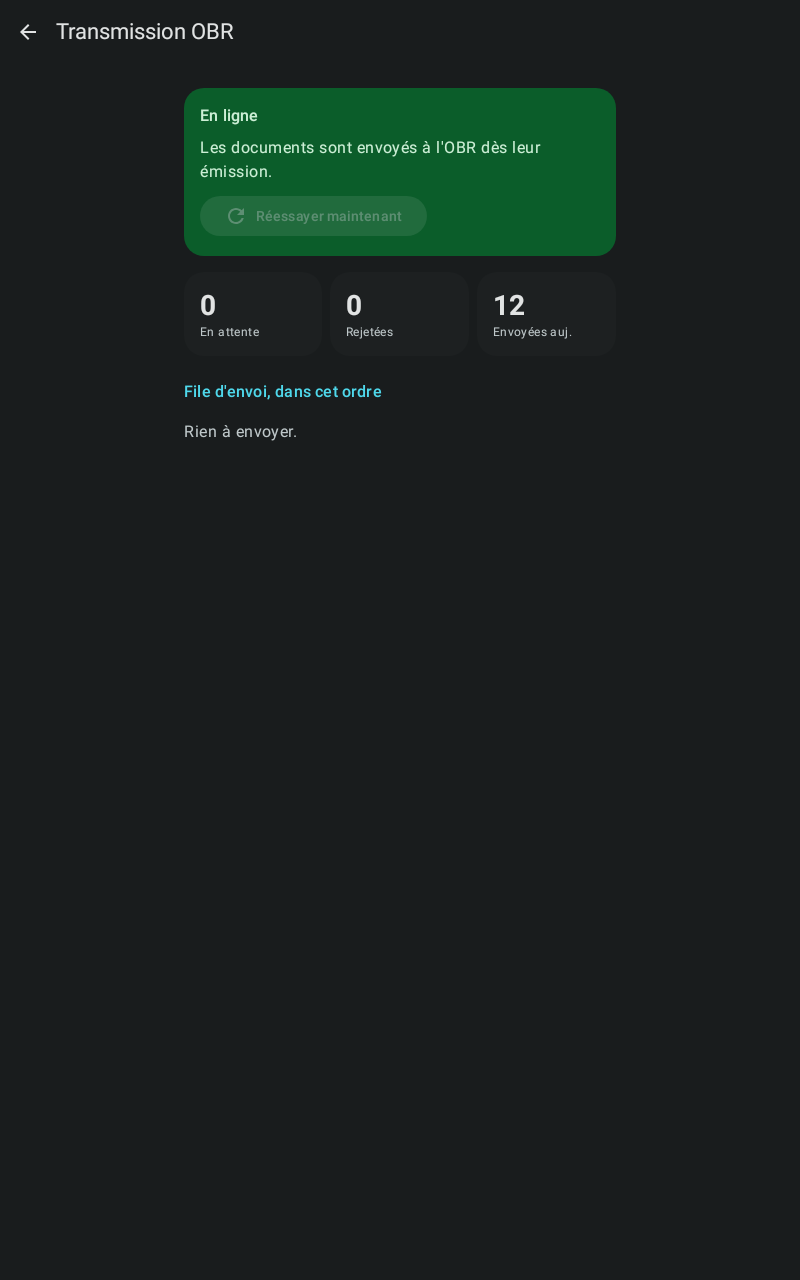 Transmission OBR
En ligne
Les documents sont envoyés à l'OBR dès leur
émission.
Réessayer maintenant
0
En attente
0
Rejetées
12
Envoyées auj.
File d'envoi, dans cet ordre
Rien à envoyer.